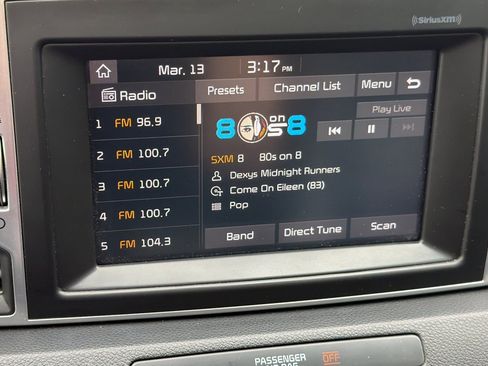 ((SiriusXM))
Mar. 13 3:17 PM
Radio Presets Channel List Menu
Play Live
1 FM 96.9
2 FM 100.7
3 FM 100.7
4 FM 100.7
5 FM 104.3
80s on 8
SXM 8 80s on 8
Dexys Midnight Runners
Come On Eileen (83)
Pop
Band Direct Tune Scan
PASSENGER
AIR BAG
OFF